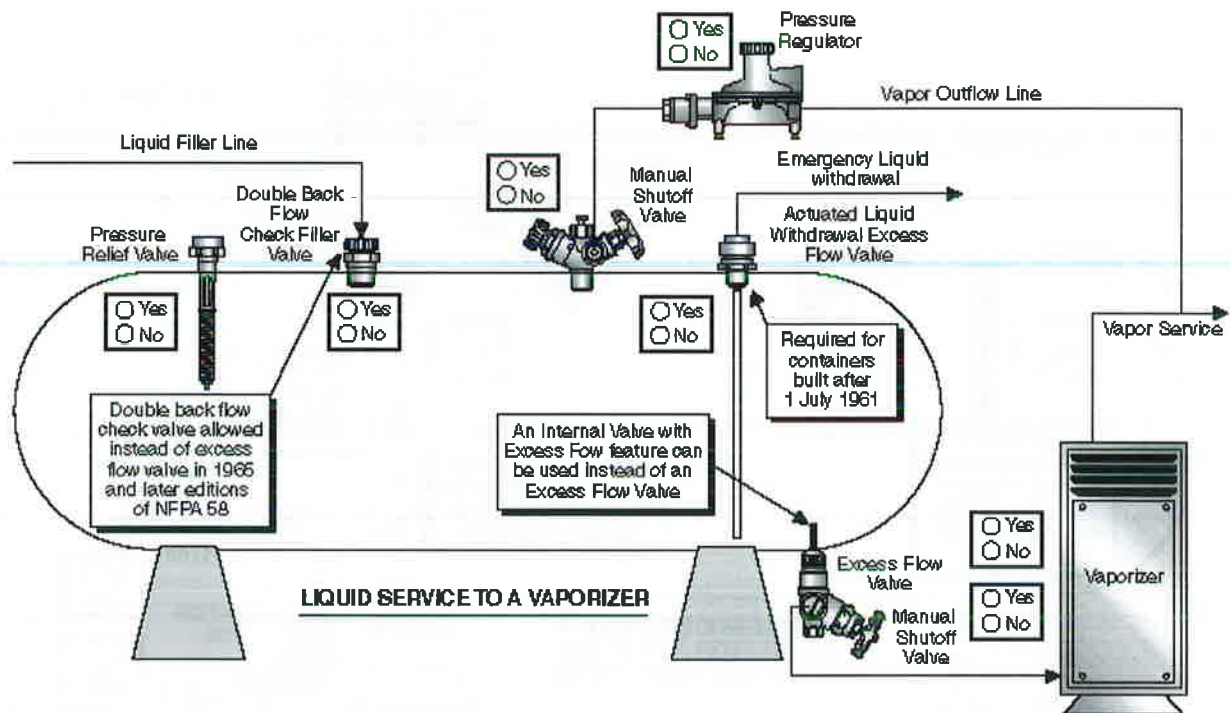 Yes
No
Pressure
Regulator
Vapor Outflow Line
Liquid Filler Line
Yes
No
Manual
Shutoff
Valve
Emergency Liquid
withdrawal
Double Back
Flow
Check Filler
Valve
Pressure
Relief Valve
Actuated Liquid
Withdrawal Excess
Flow Valve
Yes
No
Yes
No
Yes
No
Vapor Service
Required for
containers
built after
1 July 1961
Double back flow
check valve allowed
instead of excess
flow valve in 1965
and later editions
of NFPA 58
An Internal Valve with
Excess Fow feature can
be used instead of an
Excess Flow Valve
Yes
No
Excess Flow
Valve
Vaporizer
LIQUID SERVICE TO A VAPORIZER
Yes
No
Manual
Shutoff
Valve